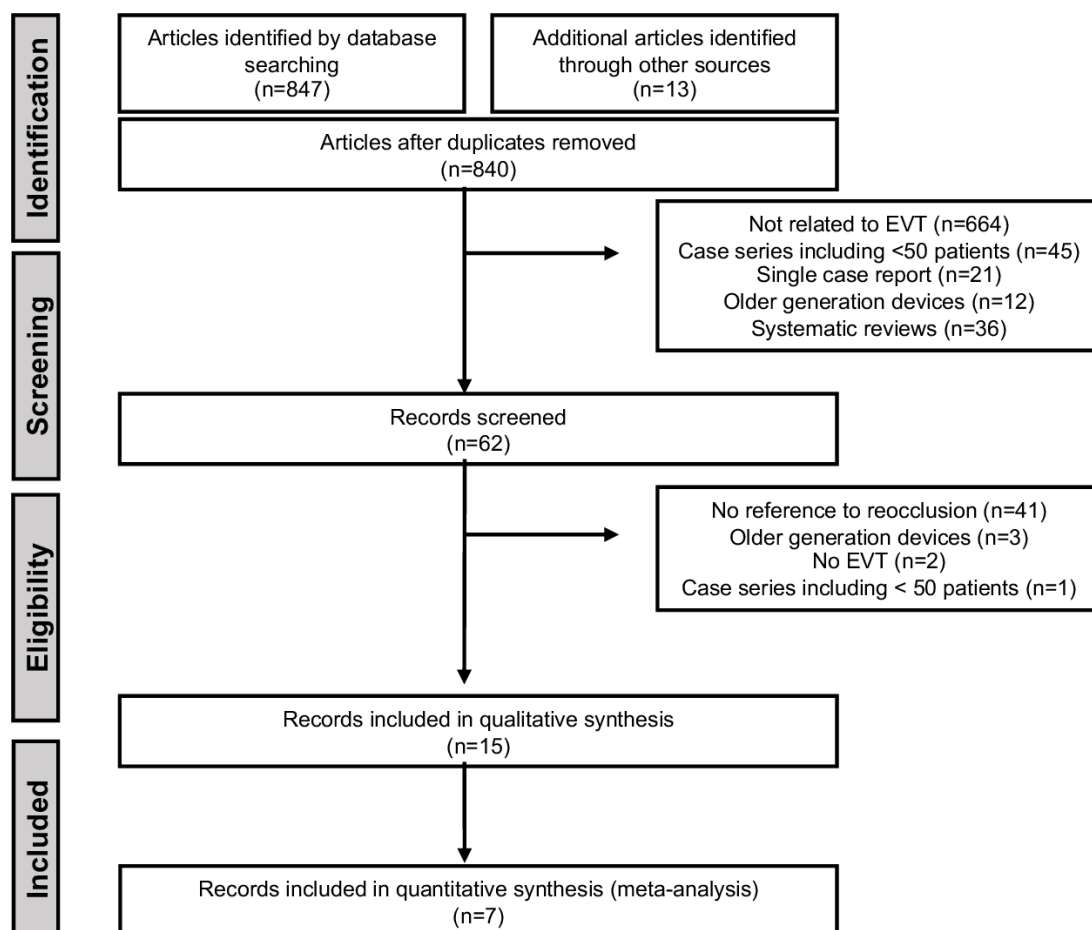 Identification
Articles identified by database
searching
(n=847)
Additional articles identified
through other sources
(n=13)
Articles after duplicates removed
(n=840)
Not related to EVT (n=664)
Case series including <50 patients (n=45)
Single case report (n=21)
Older generation devices (n=12)
Systematic reviews (n=36)
Screening
Records screened
(n=62)
Eligibility
No reference to reocclusion (n=41)
Older generation devices (n=3)
No EVT (n=2)
Case series including < 50 patients (n=1)
Records included in qualitative synthesis
(n=15)
Included
Records included in quantitative synthesis (meta-analysis)
(n=7)